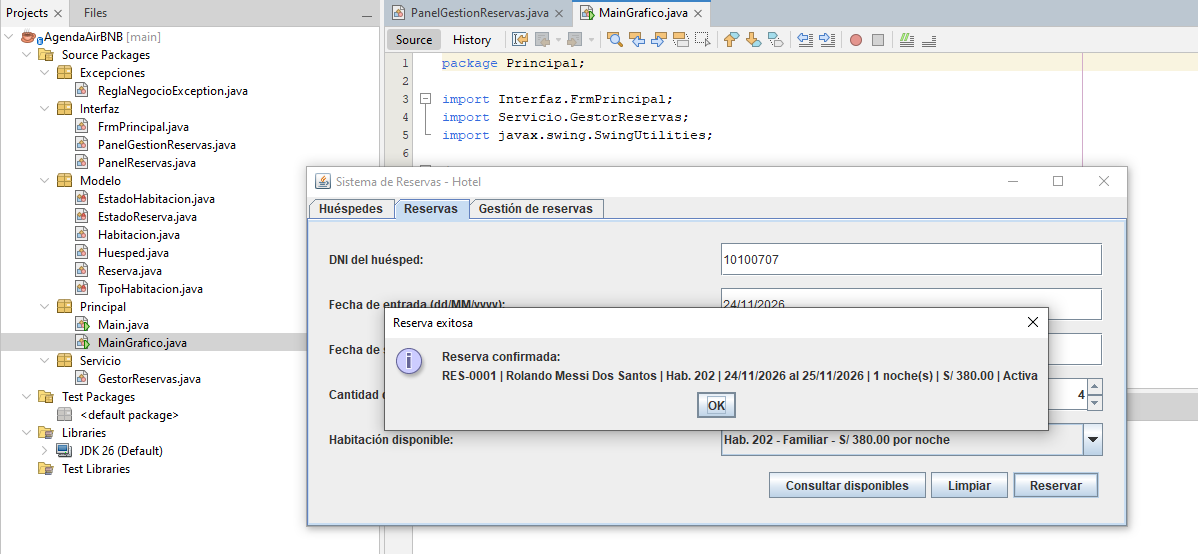 Projects
Files
AgendaAirBNB [main]
Source Packages
Excepciones
ReglaNegocioException.java
Interfaz
FrmPrincipal.java
PanelGestionReservas.java
PanelReservas.java
Modelo
EstadoHabitacion.java
EstadoReserva.java
Habitacion.java
Huesped.java
Reserva.java
TipoHabitacion.java
Principal
Main.java
MainGrafico.java
Servicio
GestorReservas.java
Test Packages
<default package>
Libraries
JDK 26 (Default)
Test Libraries
PanelGestionReservas.java
MainGrafico.java
Source
History
1 package Principal;
2
3 import Interfaz.FrmPrincipal;
4 import Servicio.GestorReservas;
5 import javax.swing.SwingUtilities;
6
Sistema de Reservas - Hotel
Huéspedes
Reservas
Gestión de reservas
DNI del huésped:
10100707
Fecha de entrada (dd/MM/yyyy):
24/11/2026
Fecha de
Reserva exitosa
Reserva confirmada:
RES-0001 | Rolando Messi Dos Santos | Hab. 202 | 24/11/2026 al 25/11/2026 | 1 noche(s) | S/ 380.00 | Activa
OK
Cantidad
4
Habitación disponible:
Hab. 202 - Familiar - S/ 380.00 por noche
Consultar disponibles
Limpiar
Reservar